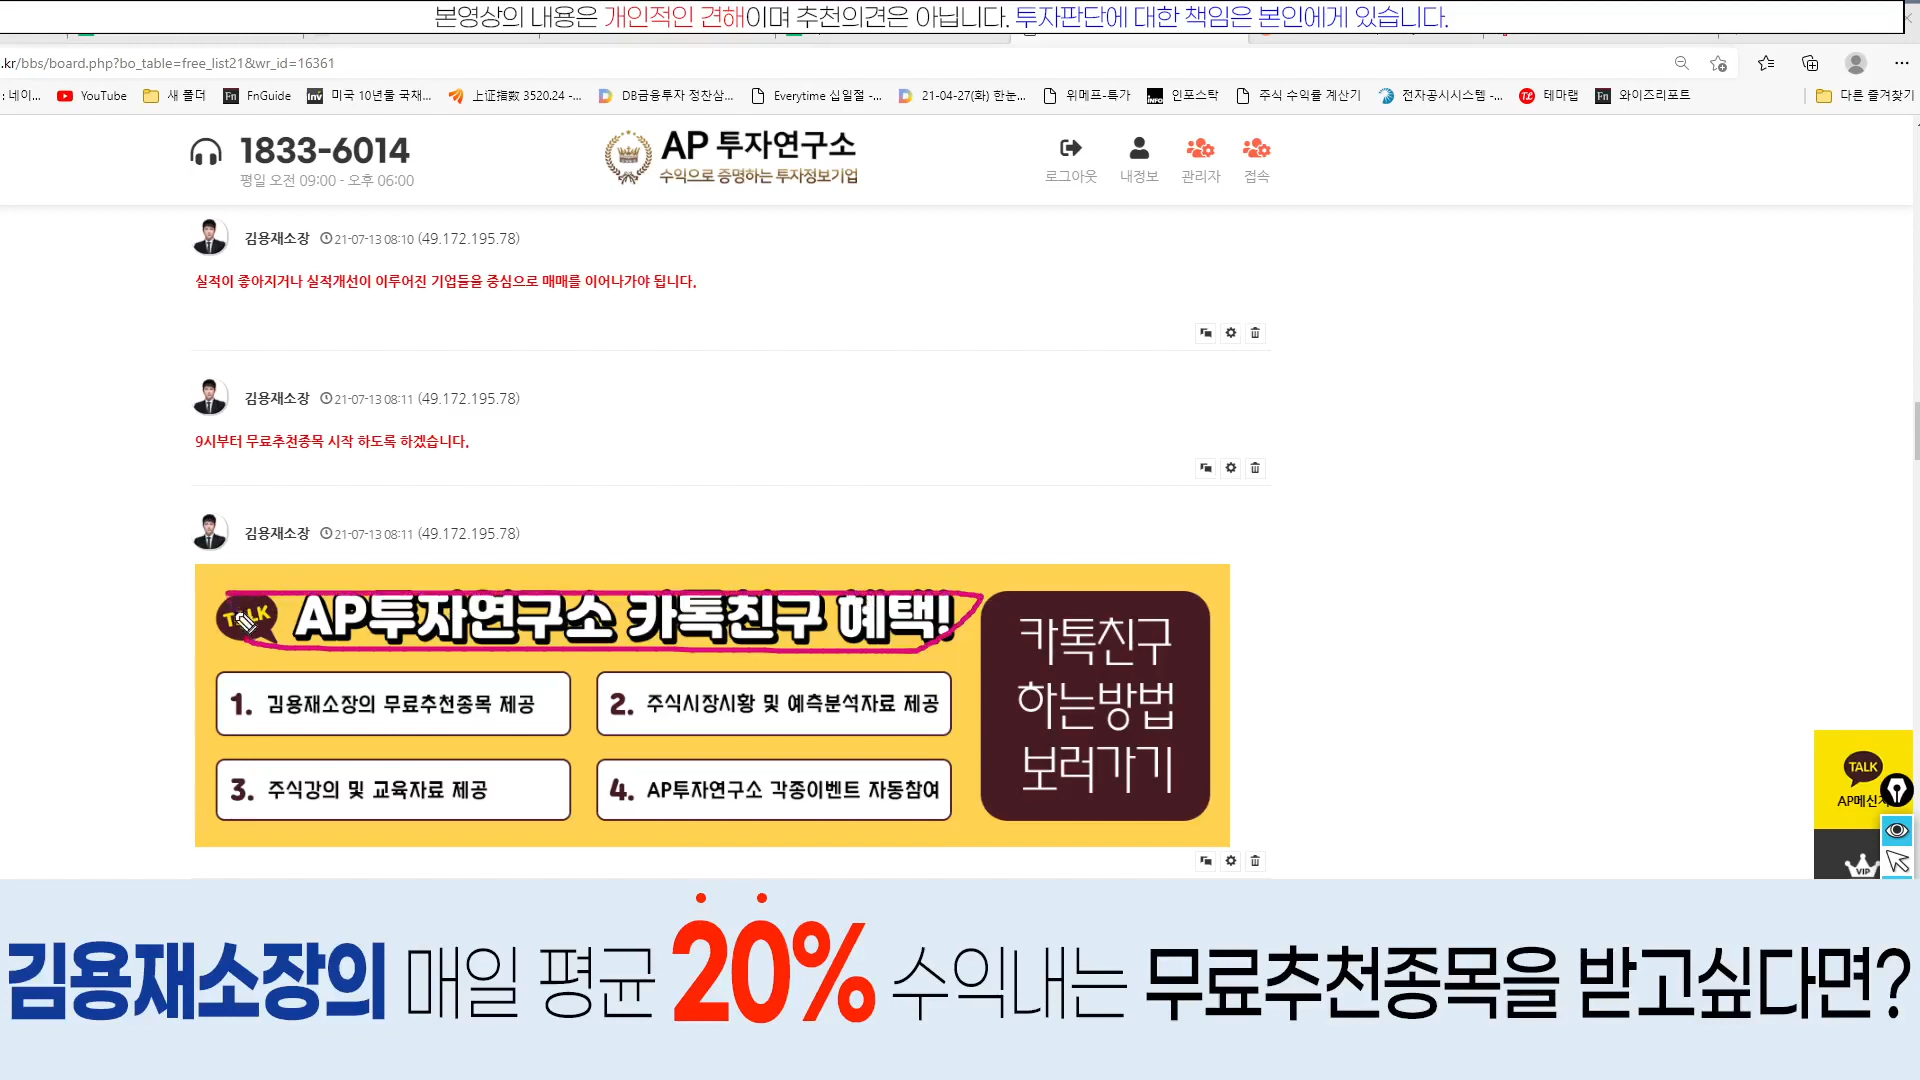 본영상의 내용은 개인적인 견해이며 추천의견은 아닙니다. 투자판단에 대한 책임은 본인에게 있습니다.
.kr/bbs/board.php?bo_table=free_list21&wr_id=16361
: 네이... YouTube 새 폴더 FnGuide 미국 10년물 국채... 上证指数 3520.24 -... DB금융투자 정찬삼... Everytime 십일절 -... 21-04-27(화) 한눈... 위메프-특가 인포스탁 주식 수익률 계산기 전자공시시스템 -... 테마랩 와이즈리포트 다른 즐겨찾기
1833-6014
평일 오전 09:00 - 오후 06:00
AP 투자연구소
수익으로 증명하는 투자정보기업
로그아웃 내정보 관리자 접속
김용재소장 21-07-13 08:10 (49.172.195.78)
실적이 좋아지거나 실적개선이 이루어진 기업들을 중심으로 매매를 이어나가야 됩니다.
김용재소장 21-07-13 08:11 (49.172.195.78)
9시부터 무료추천종목 시작 하도록 하겠습니다.
김용재소장 21-07-13 08:11 (49.172.195.78)
TALK AP투자연구소 카톡친구 혜택!
1. 김용재소장의 무료추천종목 제공
2. 주식시장시황 및 예측분석자료 제공
3. 주식강의 및 교육자료 제공
4. AP투자연구소 각종이벤트 자동참여
카톡친구
하는방법
보러가기
TALK
VIP
김용재소장의 매일 평균 20% 수익내는 무료추천종목을 받고싶다면?